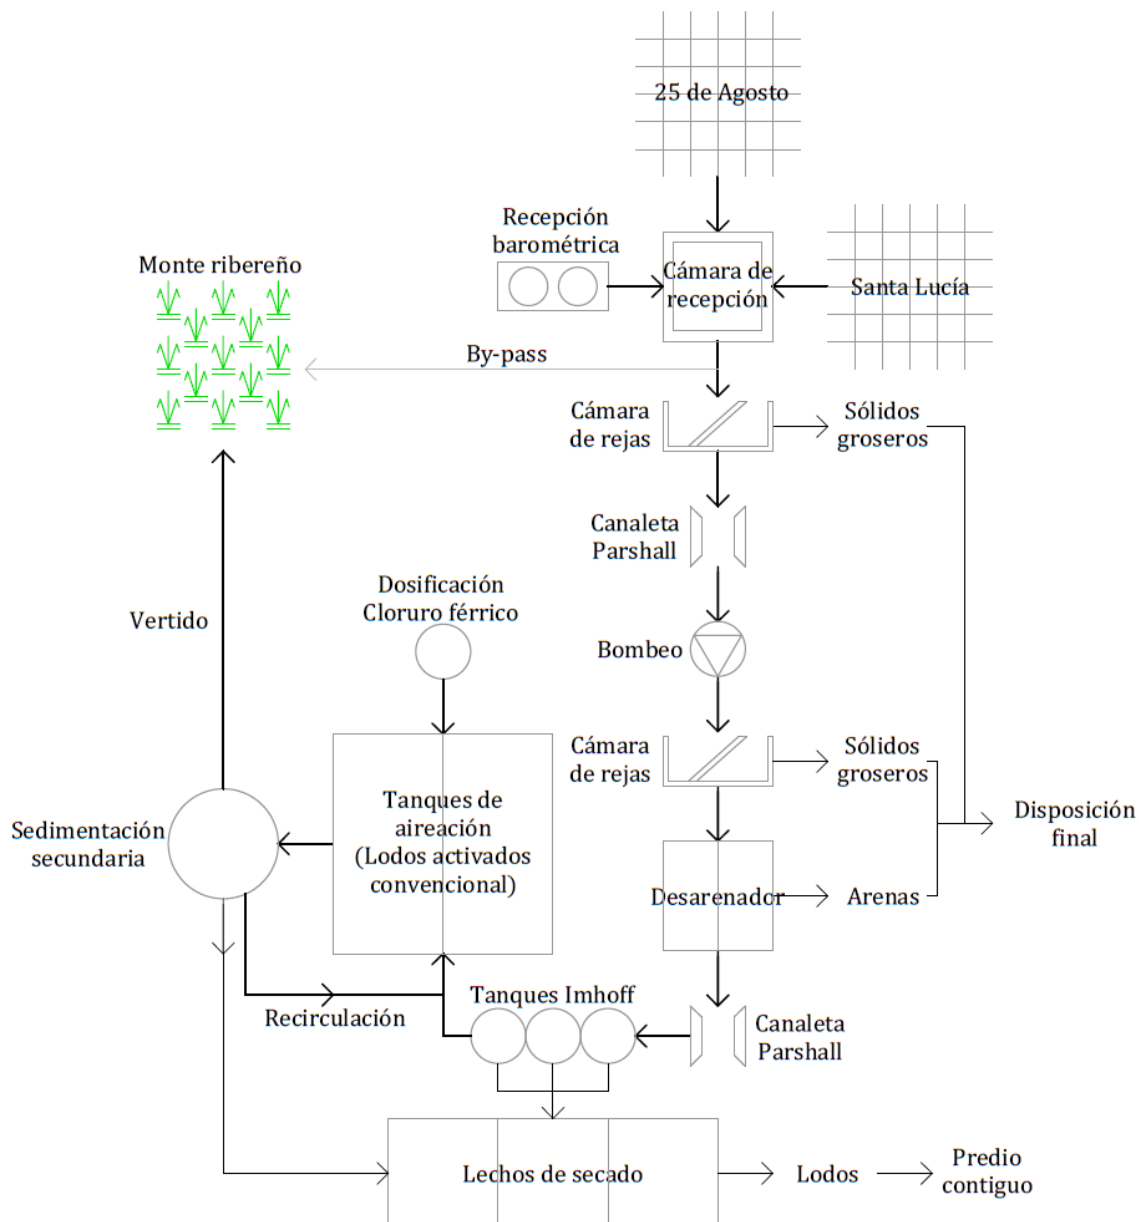 25 de Agosto
Recepción
barométrica
Cámara de
recepción
Santa Lucía
Monte ribereño
By-pass
Cámara
de rejas
Sólidos
groseros
Canaleta
Parshall
Dosificación
Cloruro férrico
Vertido
Bombeo
Cámara
de rejas
Sólidos
groseros
Tanques de
aireación
(Lodos activados
convencional)
Sedimentación
secundaria
Disposición
final
Desarenador
Arenas
Tanques Imhoff
Recirculación
Canaleta
Parshall
Lechos de secado
Lodos
Predio
contiguo